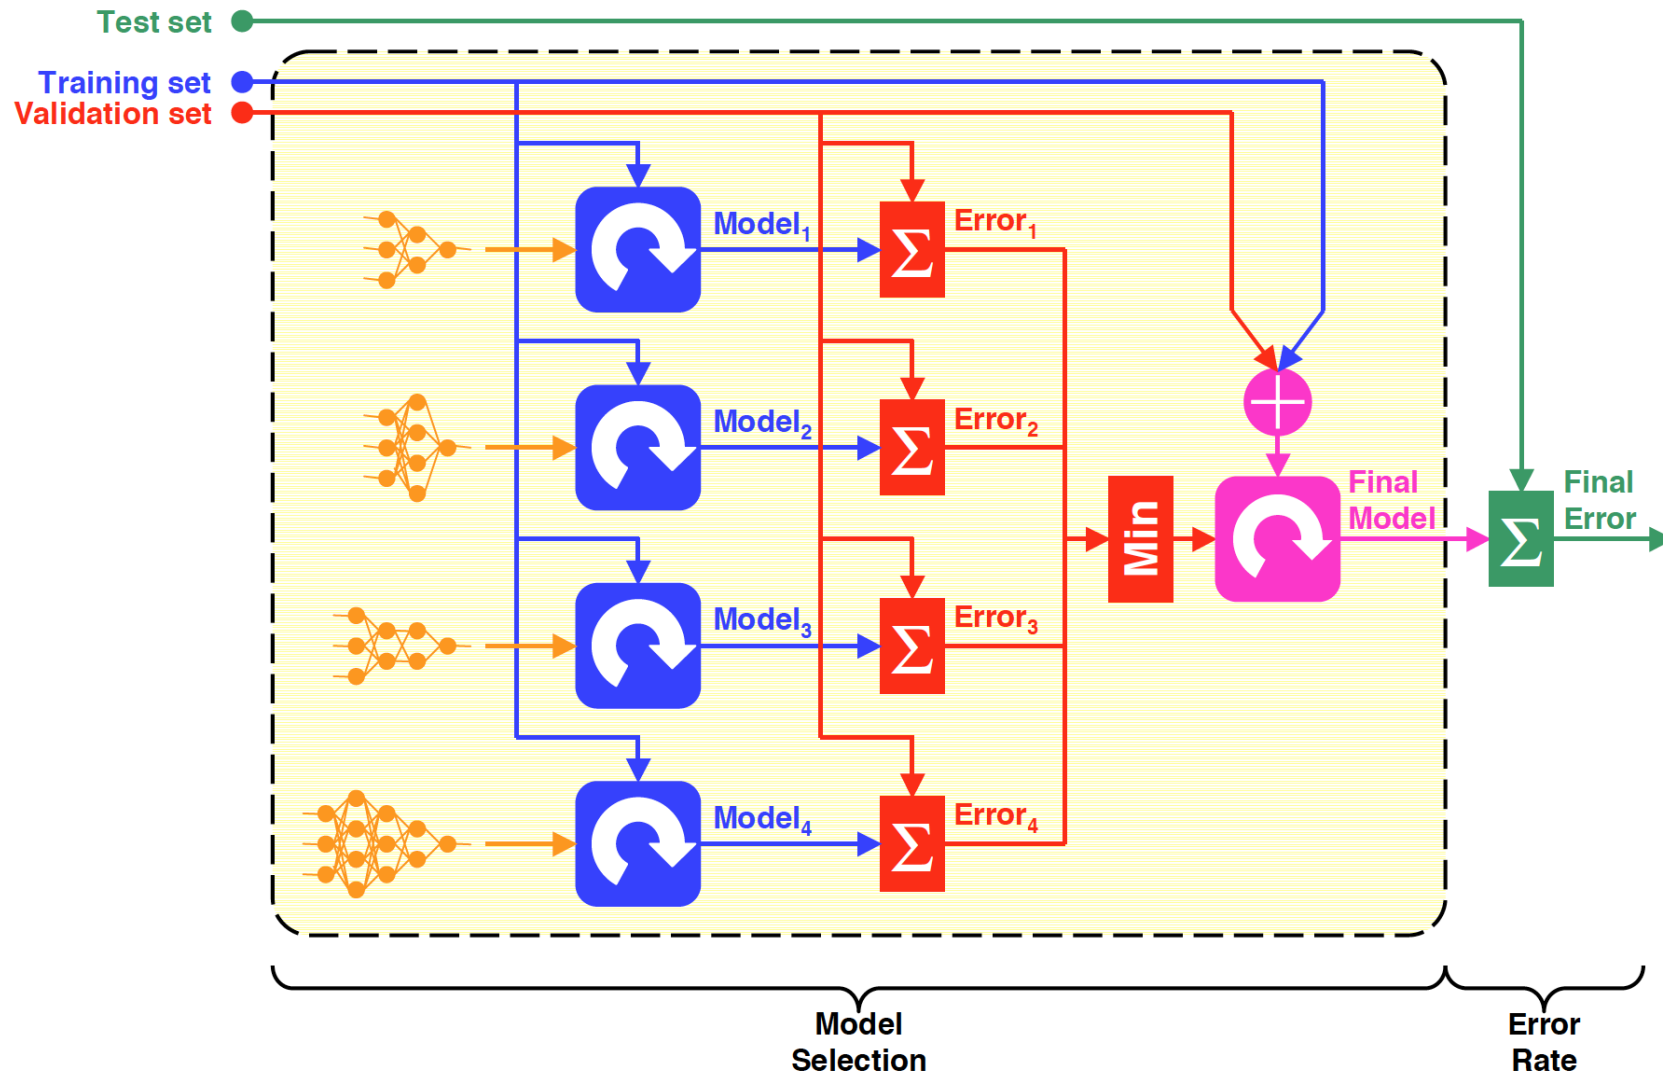 Test set
Training set
Validation set
Model1
Σ
Error1
Model2
Σ
Error2
Model3
Σ
Error3
Model4
Σ
Error4
Min
Final
Model
Σ
Final
Error
Model
Selection
Error
Rate